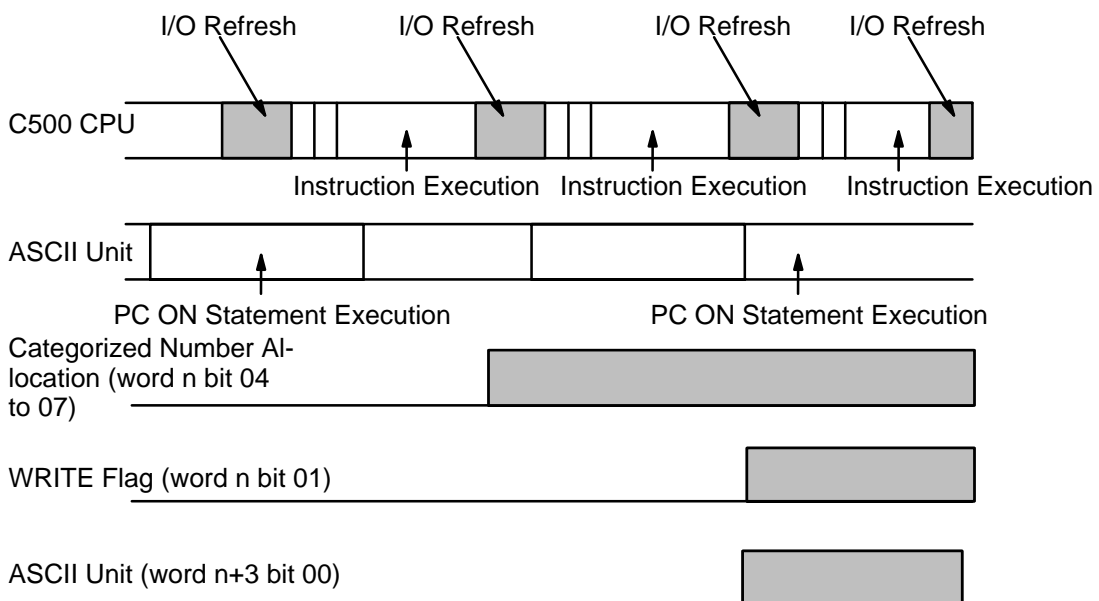 I/O Refresh I/O Refresh I/O Refresh I/O Refresh
C500 CPU
Instruction Execution Instruction Execution Instruction Execution
ASCII Unit
PC ON Statement Execution PC ON Statement Execution
Categorized Number Al-
location (word n bit 04
to 07)
WRITE Flag (word n bit 01)
ASCII Unit (word n+3 bit 00)